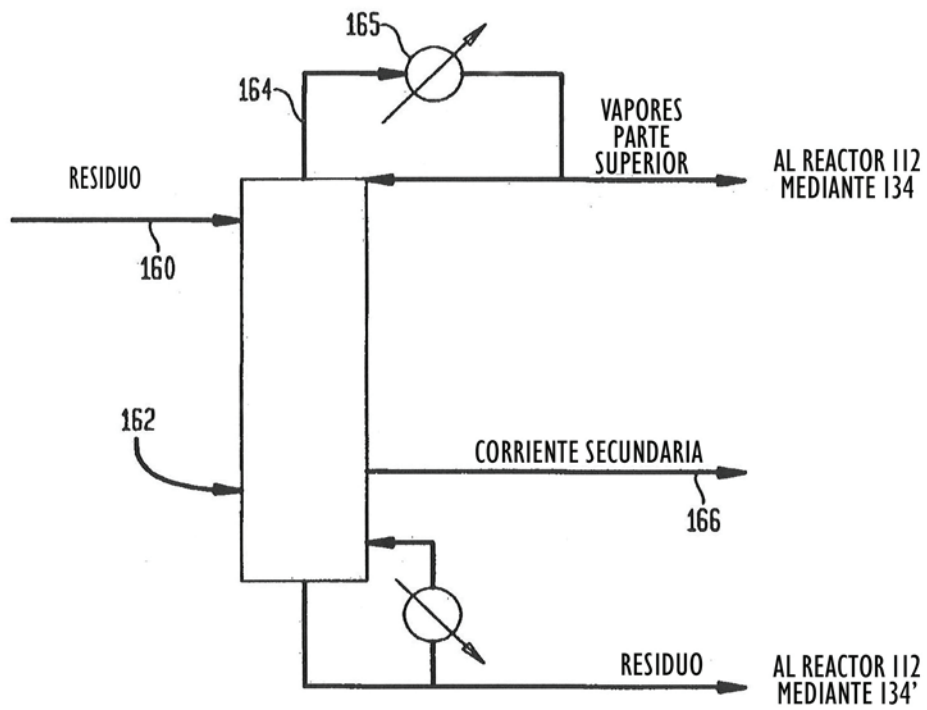 165
164
VAPORES
PARTE
SUPERIOR
AL REACTOR 112
MEDIANTE 134
RESIDUO
160
162
CORRIENTE SECUNDARIA
166
RESIDUO
AL REACTOR 112
MEDIANTE 134'